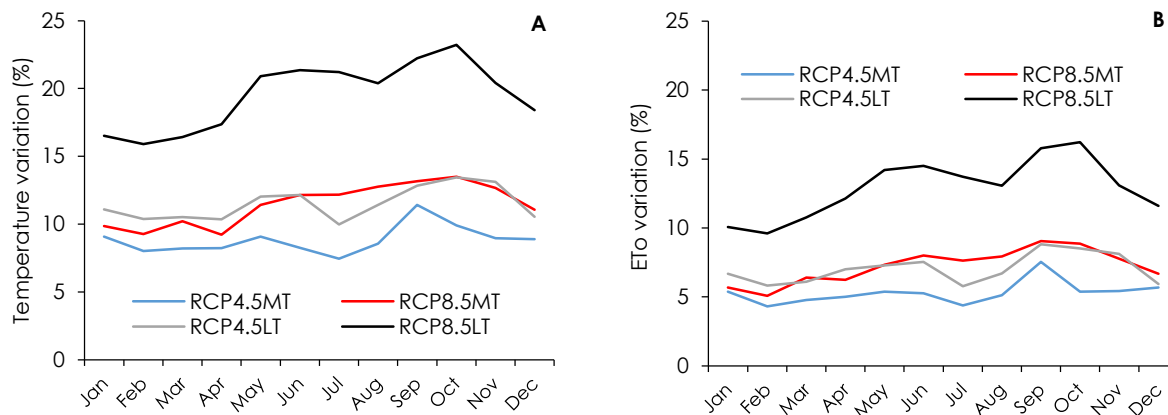 A
Temperature variation (%)
25
20
15
10
5
0
RCP4.5MT
RCP8.5MT
RCP4.5LT
RCP8.5LT
Jan
Feb
Mar
Apr
May
Jun
Jul
Aug
Sep
Oct
Nov
Dec
B
ETo variation (%)
25
20
15
10
5
0
RCP4.5MT
RCP8.5MT
RCP4.5LT
RCP8.5LT
Jan
Feb
Mar
Apr
May
Jun
Jul
Aug
Sep
Oct
Nov
Dec